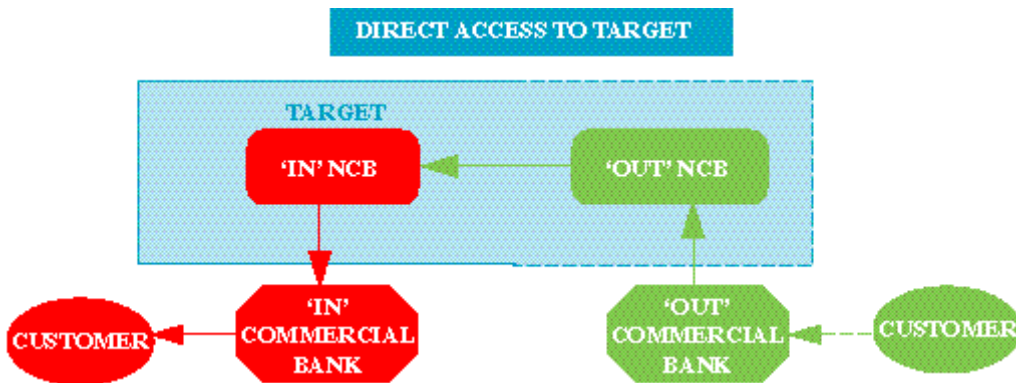 DIRECT ACCESS TO TARGET
TARGET
‘IN’ NCB
‘OUT’ NCB
‘IN’
COMMERCIAL
BANK
‘OUT’
COMMERCIAL
BANK
CUSTOMER
CUSTOMER